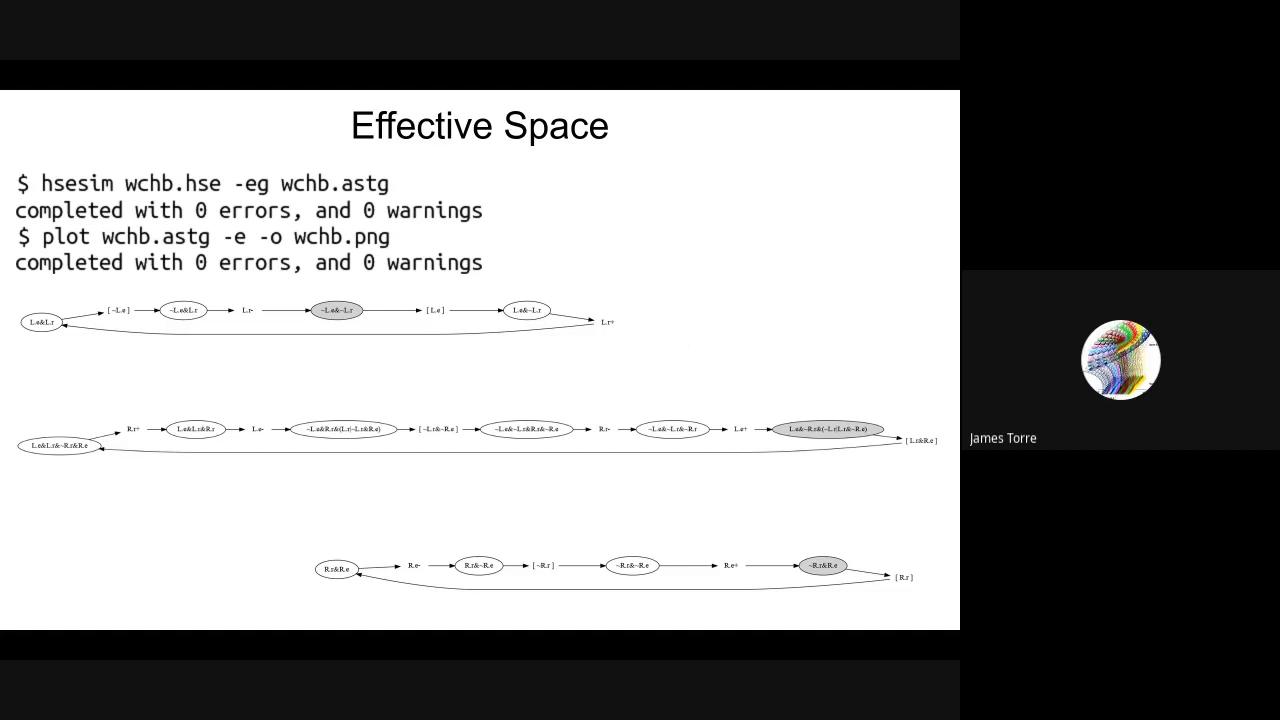 Effective Space
$ hsesim wchb.hse -eg wchb.astg
completed with 0 errors, and 0 warnings
$ plot wchb.astg -e -o wchb.png
completed with 0 errors, and 0 warnings
L.e&L.r [ ~L.e ] ~L.e&L.r L.r- ~L.e&~L.r [ L.e ] L.e&~L.r L.r+
L.e&L.r&~R.r&R.e R.r+ L.e&L.r&R.r L.e- ~L.e&R.r&(L.r|~L.r&R.e) [ ~L.r&~R.e ] ~L.e&~L.r&R.r&~R.e R.r- ~L.e&~L.r&~R.r L.e+ L.e&~R.r&(~L.r|L.r&~R.e) [ L.r&R.e ]
R.r&R.e R.e- R.r&~R.e [ ~R.r ] ~R.r&~R.e R.e+ ~R.r&R.e [ R.r ]
James Torre